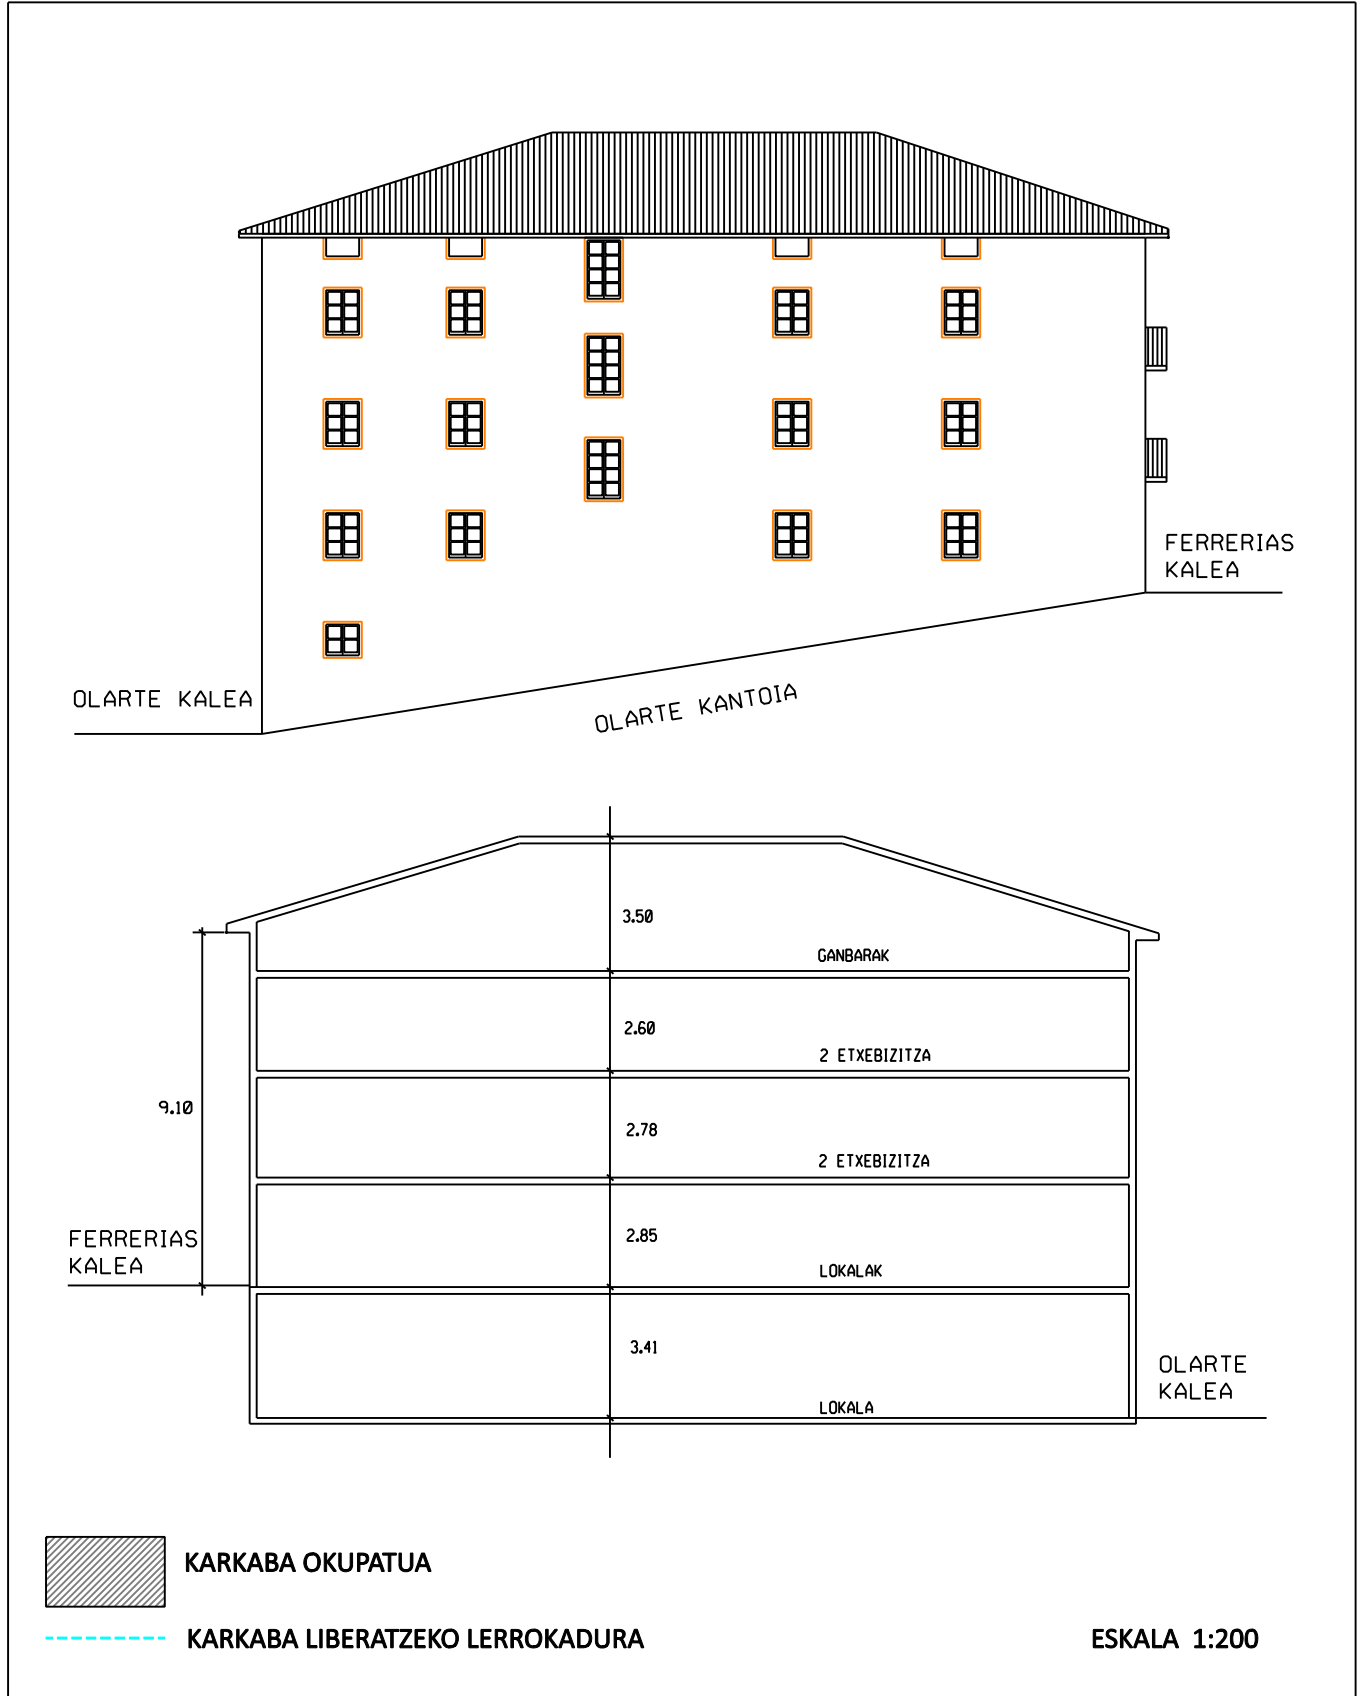 FERRERIAS
KALEA
OLARTE KALEA
OLARTE KANTOIA
3.50
GANBARAK
2.60
2 ETXEBIZITZA
9.10
2.78
2 ETXEBIZITZA
FERRERIAS
KALEA
2.85
LOKALAK
3.41
OLARTE
KALEA
LOKALA
KARKABA OKUPATUA
KARKABA LIBERATZEKO LERROKADURA
ESKALA 1:200